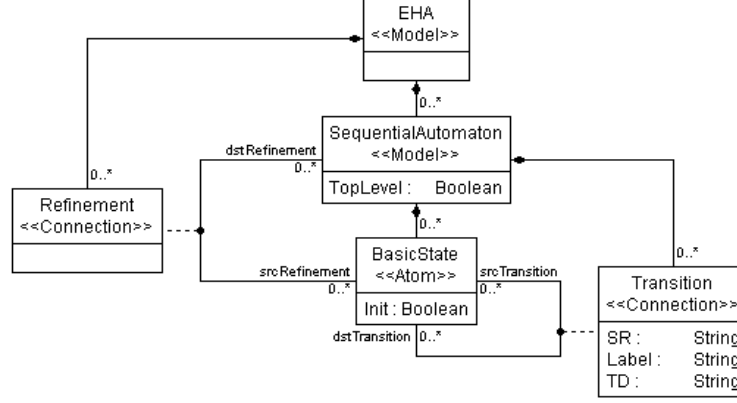 EHA
<<Model>>
0..*
SequentialAutomaton
<<Model>>
TopLevel : Boolean
dstRefinement
0..*
0..*
Refinement
<<Connection>>
0..*
BasicState
<<Atom>>
Init : Boolean
srcRefinement
0..*
srcTransition
0..*
dstTransition
0..*
0..*
Transition
<<Connection>>
SR : String
Label : String
TD : String